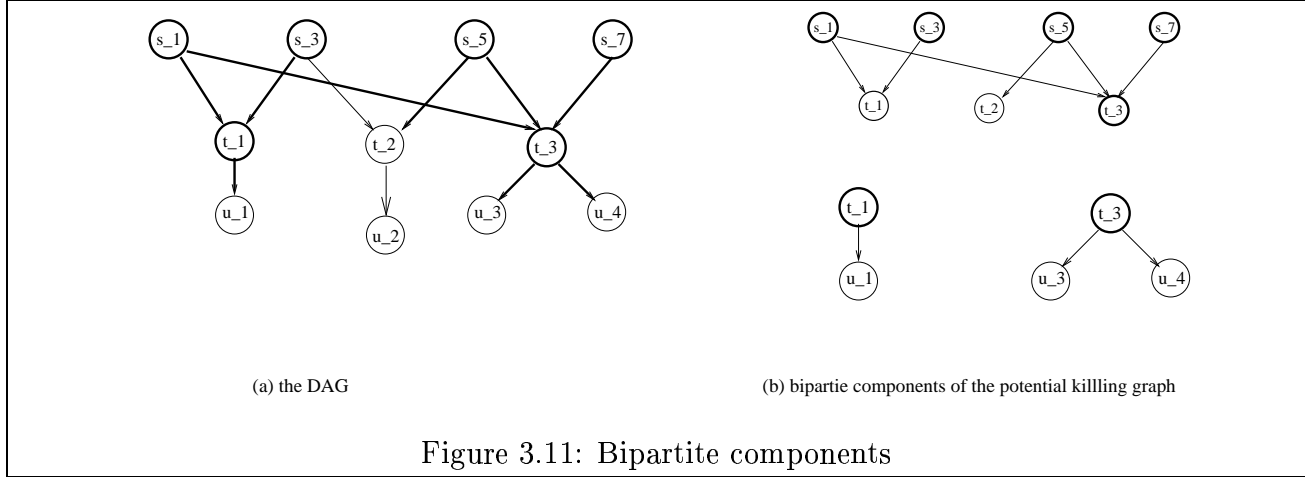 s_1 s_3 s_5 s_7
t_1 t_2 t_3
u_1 u_2 u_3 u_4
(a) the DAG
s_1 s_3 s_5 s_7
t_1 t_2 t_3
t_1 t_3
u_1 u_3 u_4
(b) bipartie components of the potential killling graph
Figure 3.11: Bipartite components